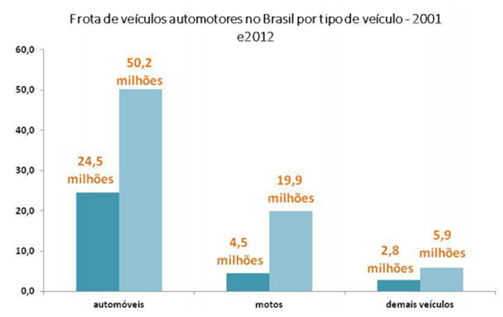 Frota de veículos automotores no Brasil por tipo de veículo - 2001
e2012
60,0
50,0
40,0
30,0
20,0
10,0
0,0
24,5
milhões
50,2
milhões
4,5
milhões
19,9
milhões
2,8
milhões
5,9
milhões
automóveis
motos
demais veículos